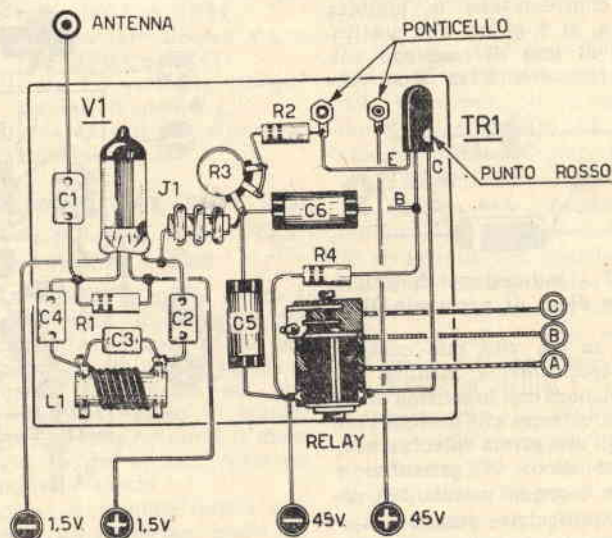 ANTENNA
PONTICELLO
V1
R2
TR1
C1
J1
R3
E
C
PUNTO ROSSO
C6
B
R4
C4
R1
C2
C5
C3
L1
C
B
A
RELAY
1,5V.
1,5V
45V.
45V